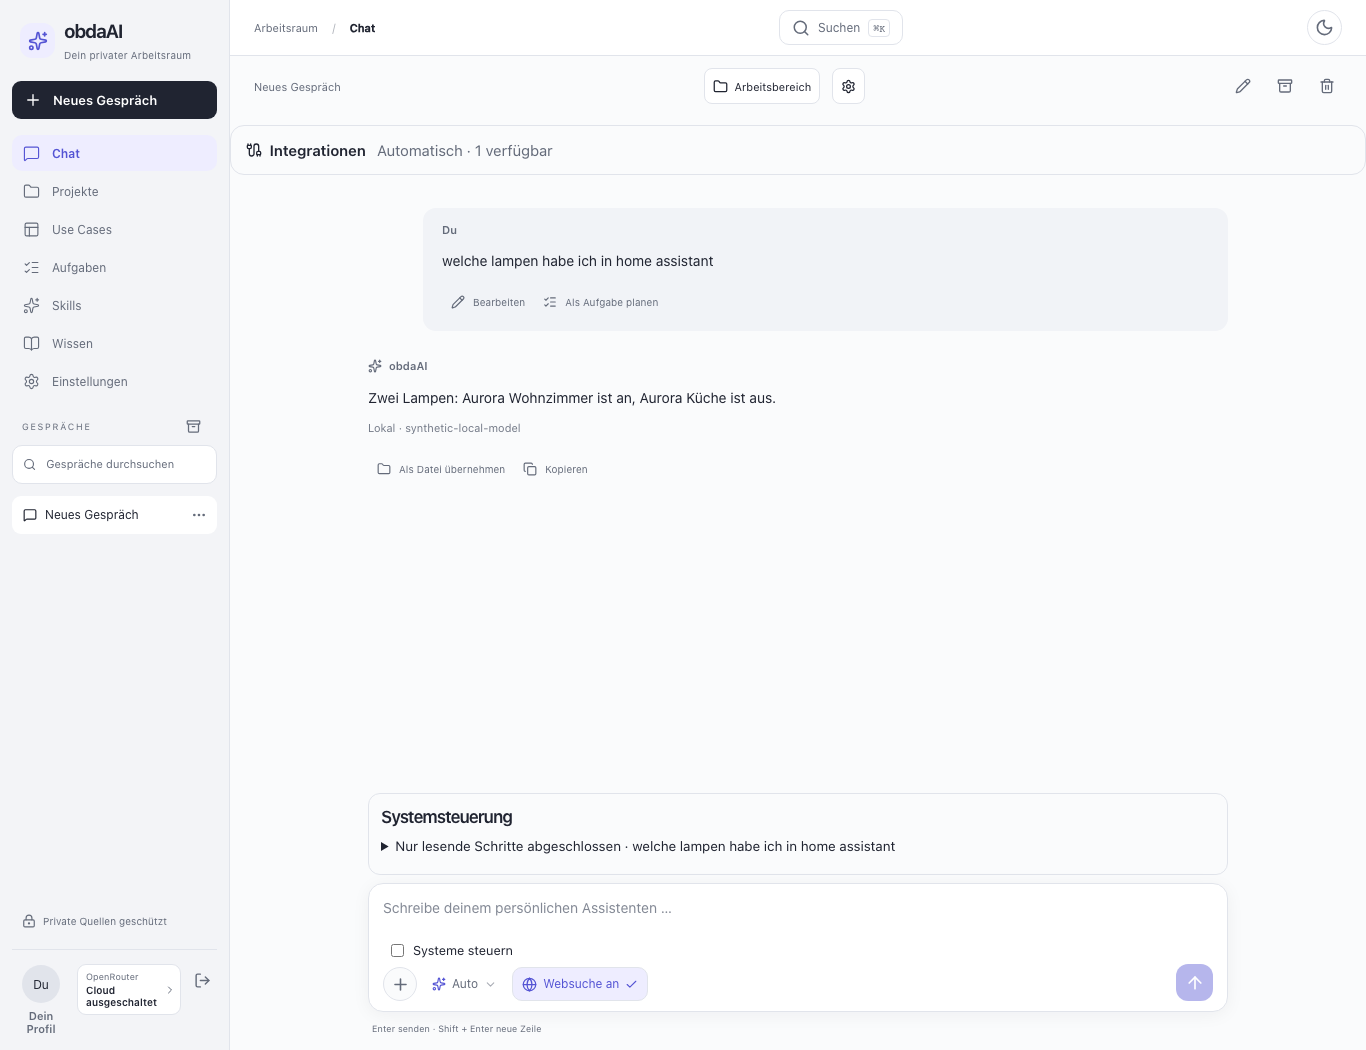 obdaAI
Dein privater Arbeitsraum
Neues Gespräch
Chat
Projekte
Use Cases
Aufgaben
Skills
Wissen
Einstellungen
GESPRÄCHE
Gespräche durchsuchen
Neues Gespräch
Private Quellen geschützt
Du
Dein
Profil
OpenRouter
Cloud
ausgeschaltet
Arbeitsraum / Chat
Suchen ⌘K
Neues Gespräch
Arbeitsbereich
Integrationen Automatisch · 1 verfügbar
Du
welche lampen habe ich in home assistant
Bearbeiten Als Aufgabe planen
obdaAI
Zwei Lampen: Aurora Wohnzimmer ist an, Aurora Küche ist aus.
Lokal · synthetic-local-model
Als Datei übernehmen Kopieren
Systemsteuerung
Nur lesende Schritte abgeschlossen · welche lampen habe ich in home assistant
Schreibe deinem persönlichen Assistenten ...
Systeme steuern
Auto Websuche an
Enter senden · Shift + Enter neue Zeile